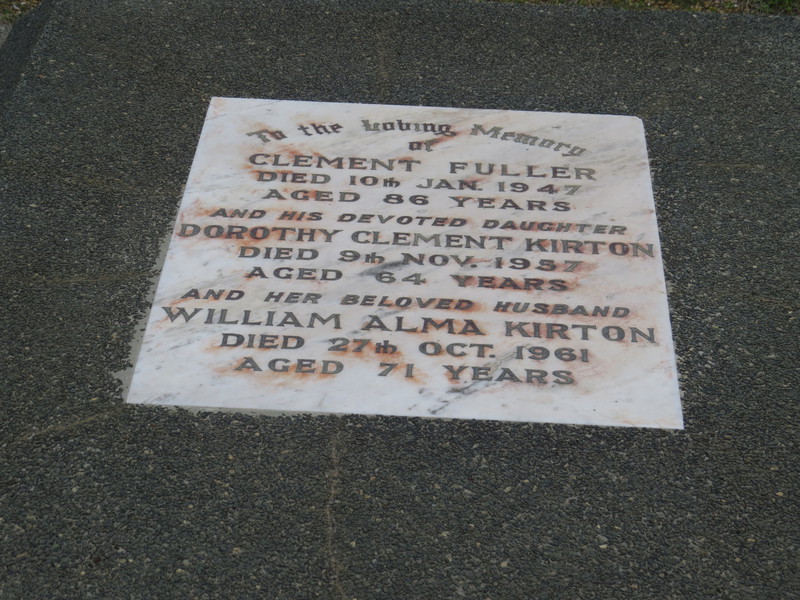 To the Loving Memory
of
CLEMENT FULLER
DIED 10th JAN. 1947
AGED 86 YEARS
AND HIS DEVOTED DAUGHTER
DOROTHY CLEMENT KIRTON
DIED 9th NOV. 1957
AGED 64 YEARS
AND HER BELOVED HUSBAND
WILLIAM ALMA KIRTON
DIED 27th OCT. 1961
AGED 71 YEARS